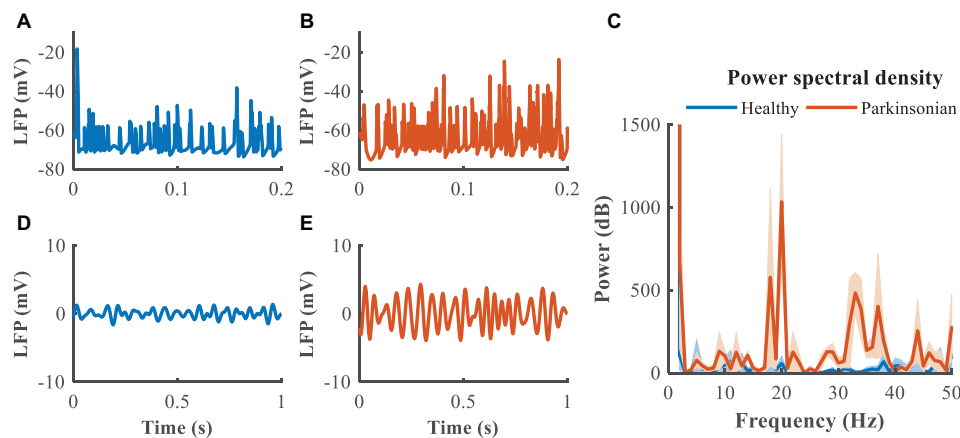 A
LFP (mV)
-20
-40
-60
-80
0
0.1
0.2
B
LFP (mV)
-20
-40
-60
-80
0
0.1
0.2
C
Power spectral density
Healthy
Parkinsonian
Power (dB)
1500
1000
500
0
0
10
20
30
40
50
Frequency (Hz)
D
LFP (mV)
10
0
-10
0
0.5
1
Time (s)
E
LFP (mV)
10
0
-10
0
0.5
1
Time (s)